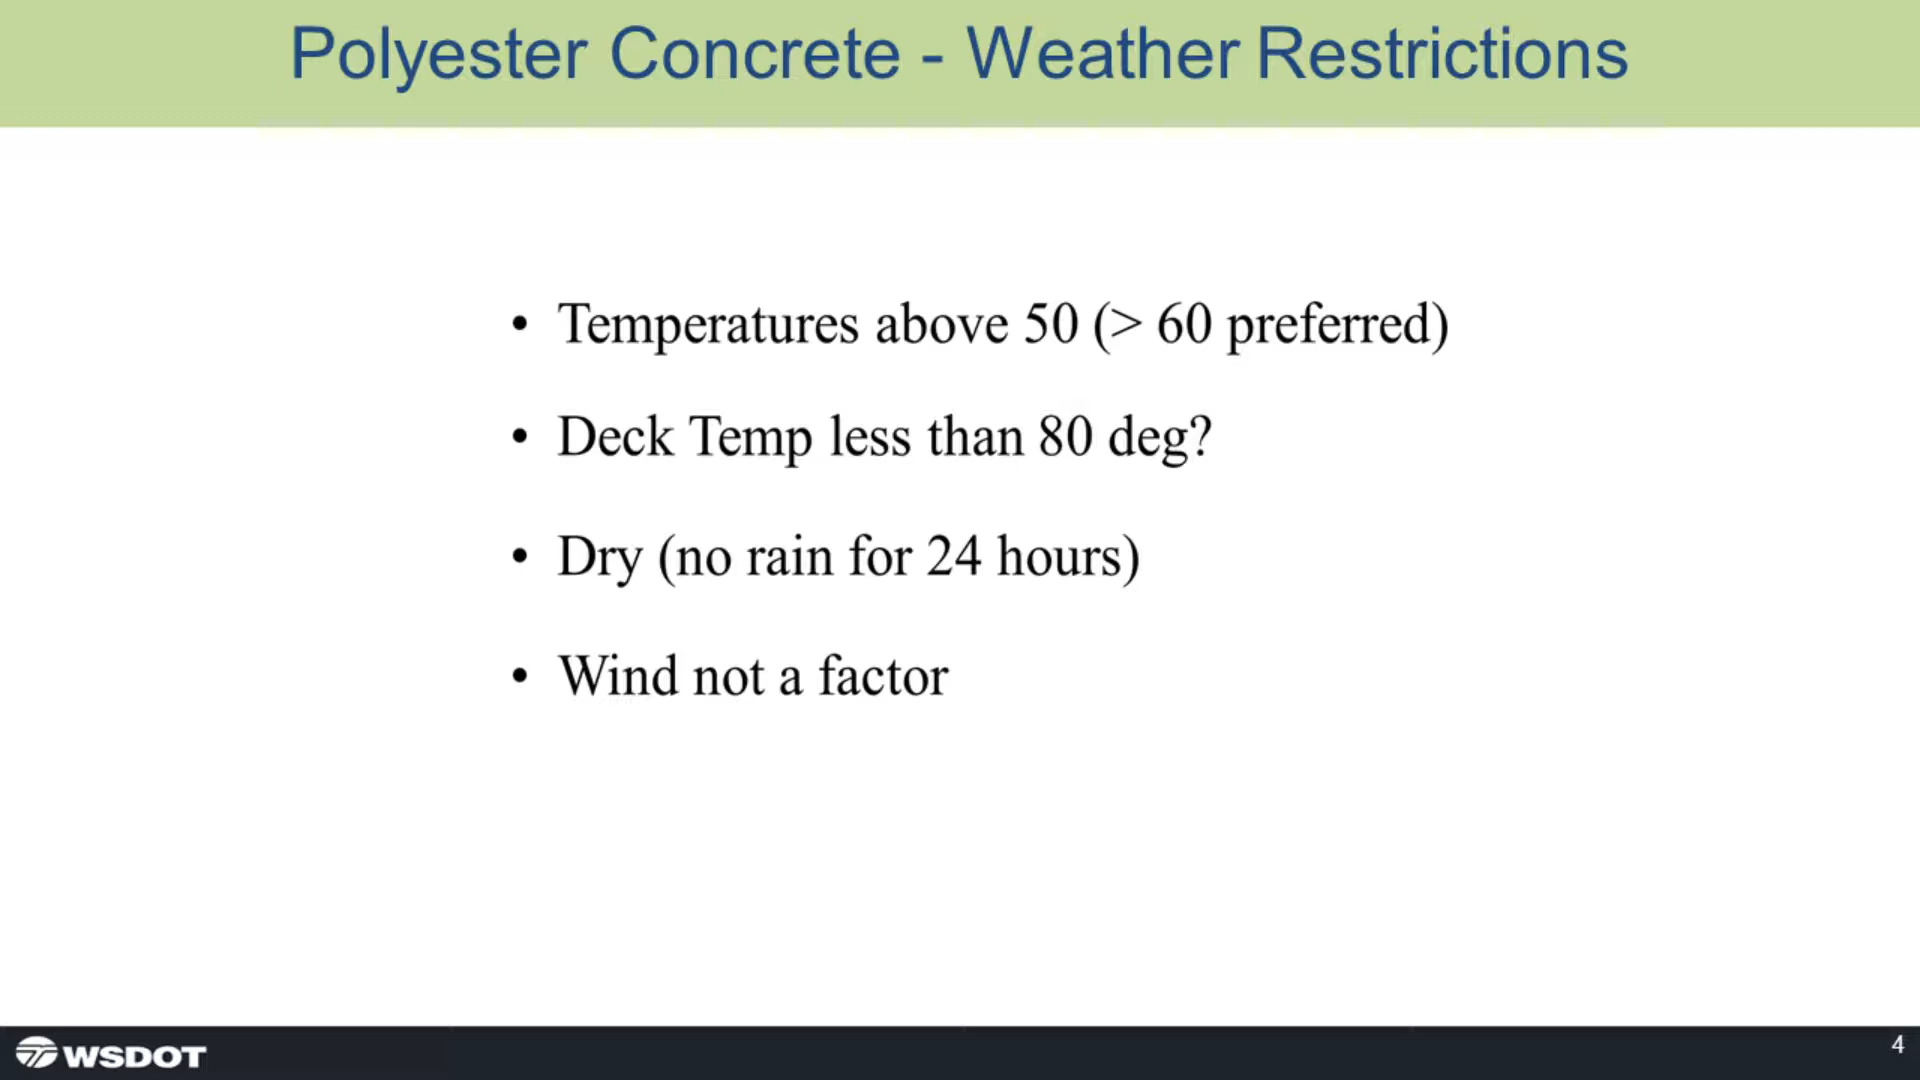 Polyester Concrete - Weather Restrictions
• Temperatures above 50 (> 60 preferred)
• Deck Temp less than 80 deg?
• Dry (no rain for 24 hours)
• Wind not a factor
WSDOT
4